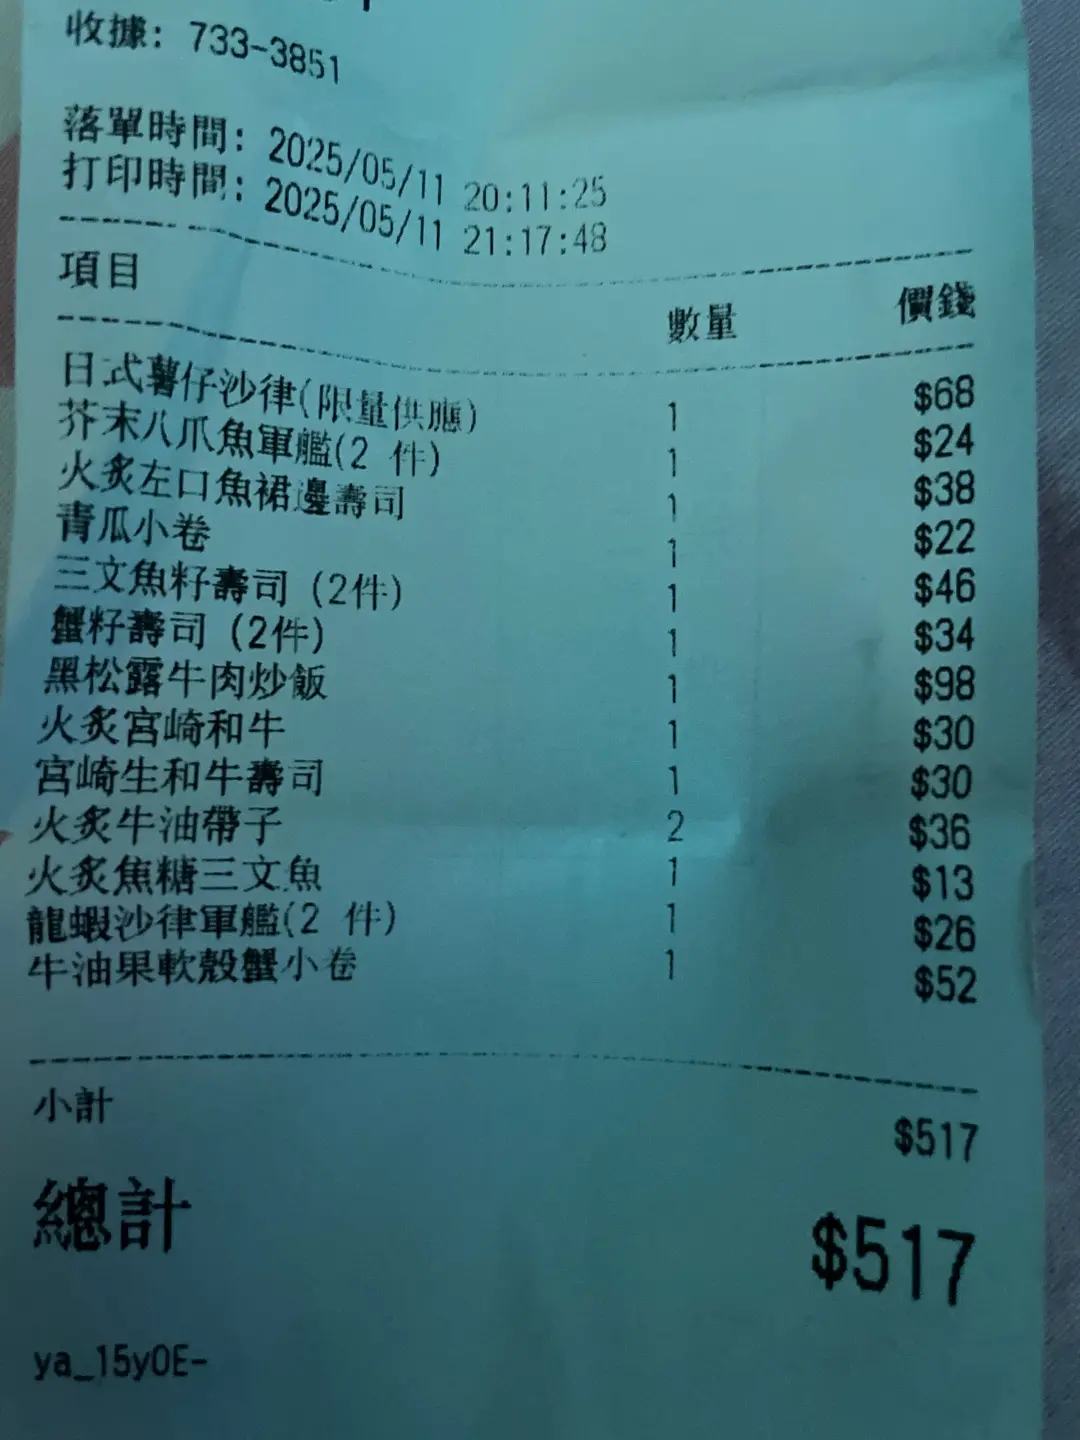 收據: 733-3851
落單時間: 2025/05/11 20:11:25
打印時間: 2025/05/11 21:17:48
項目 數量 價錢
日式薯仔沙律(限量供應) 1 $68
芥末八爪魚軍艦(2 件) 1 $24
火炙左口魚裙邊壽司 1 $38
青瓜小卷 1 $22
三文魚籽壽司 (2件) 1 $46
蟹籽壽司 (2件) 1 $34
黑松露牛肉炒飯 1 $98
火炙宮崎和牛 1 $30
宮崎生和牛壽司 1 $30
火炙牛油帶子 2 $36
火炙焦糖三文魚 1 $13
龍蝦沙律軍艦(2 件) 1 $26
牛油果軟殼蟹小卷 1 $52
小計 $517
總計 $517
ya_15y0E-